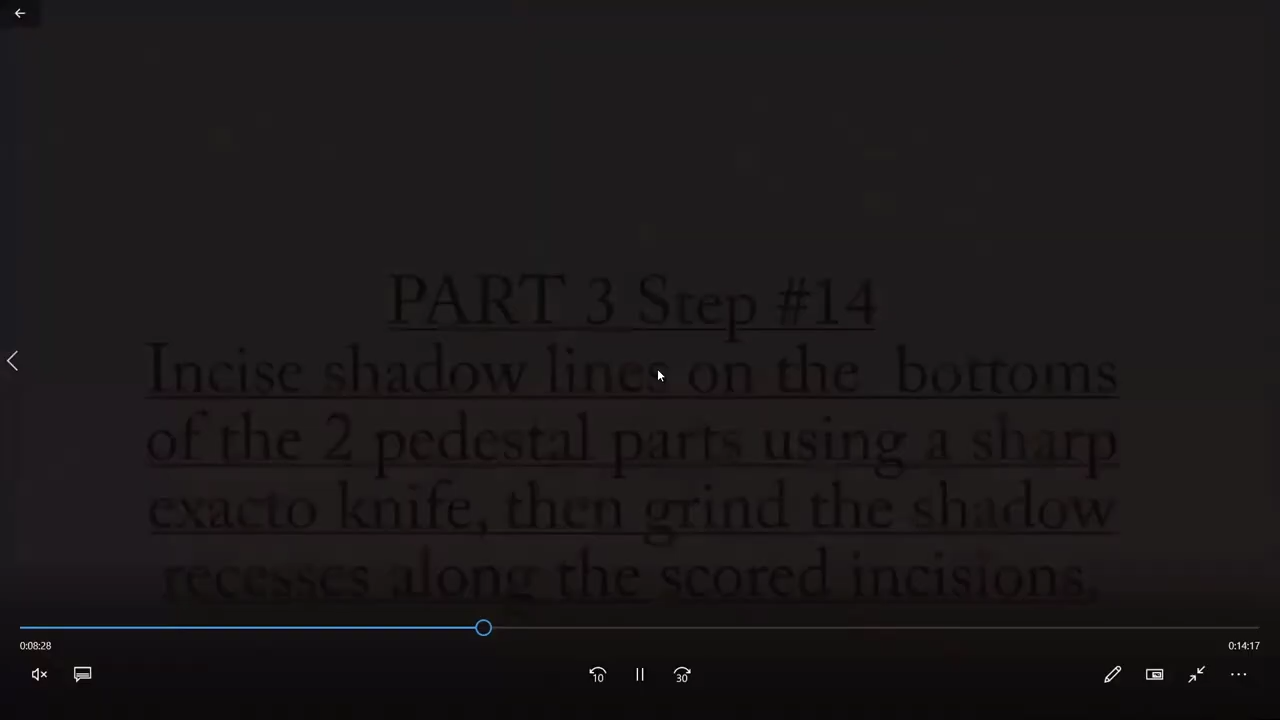 PART 3 Step #14
Incise shadow lines on the bottoms
of the 2 pedestal parts using a sharp
exacto knife, then grind the shadow
recesses along the scored incisions.
0:08:28
0:14:17
10
30